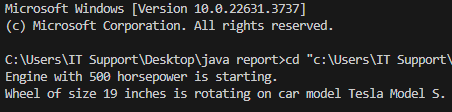 Microsoft Windows [Version 10.0.22631.3737]
(c) Microsoft Corporation. All rights reserved.
C:\Users\IT Support\Desktop\java report>cd "c:\Users\IT Support\
Engine with 500 horsepower is starting.
Wheel of size 19 inches is rotating on car model Tesla Model S.